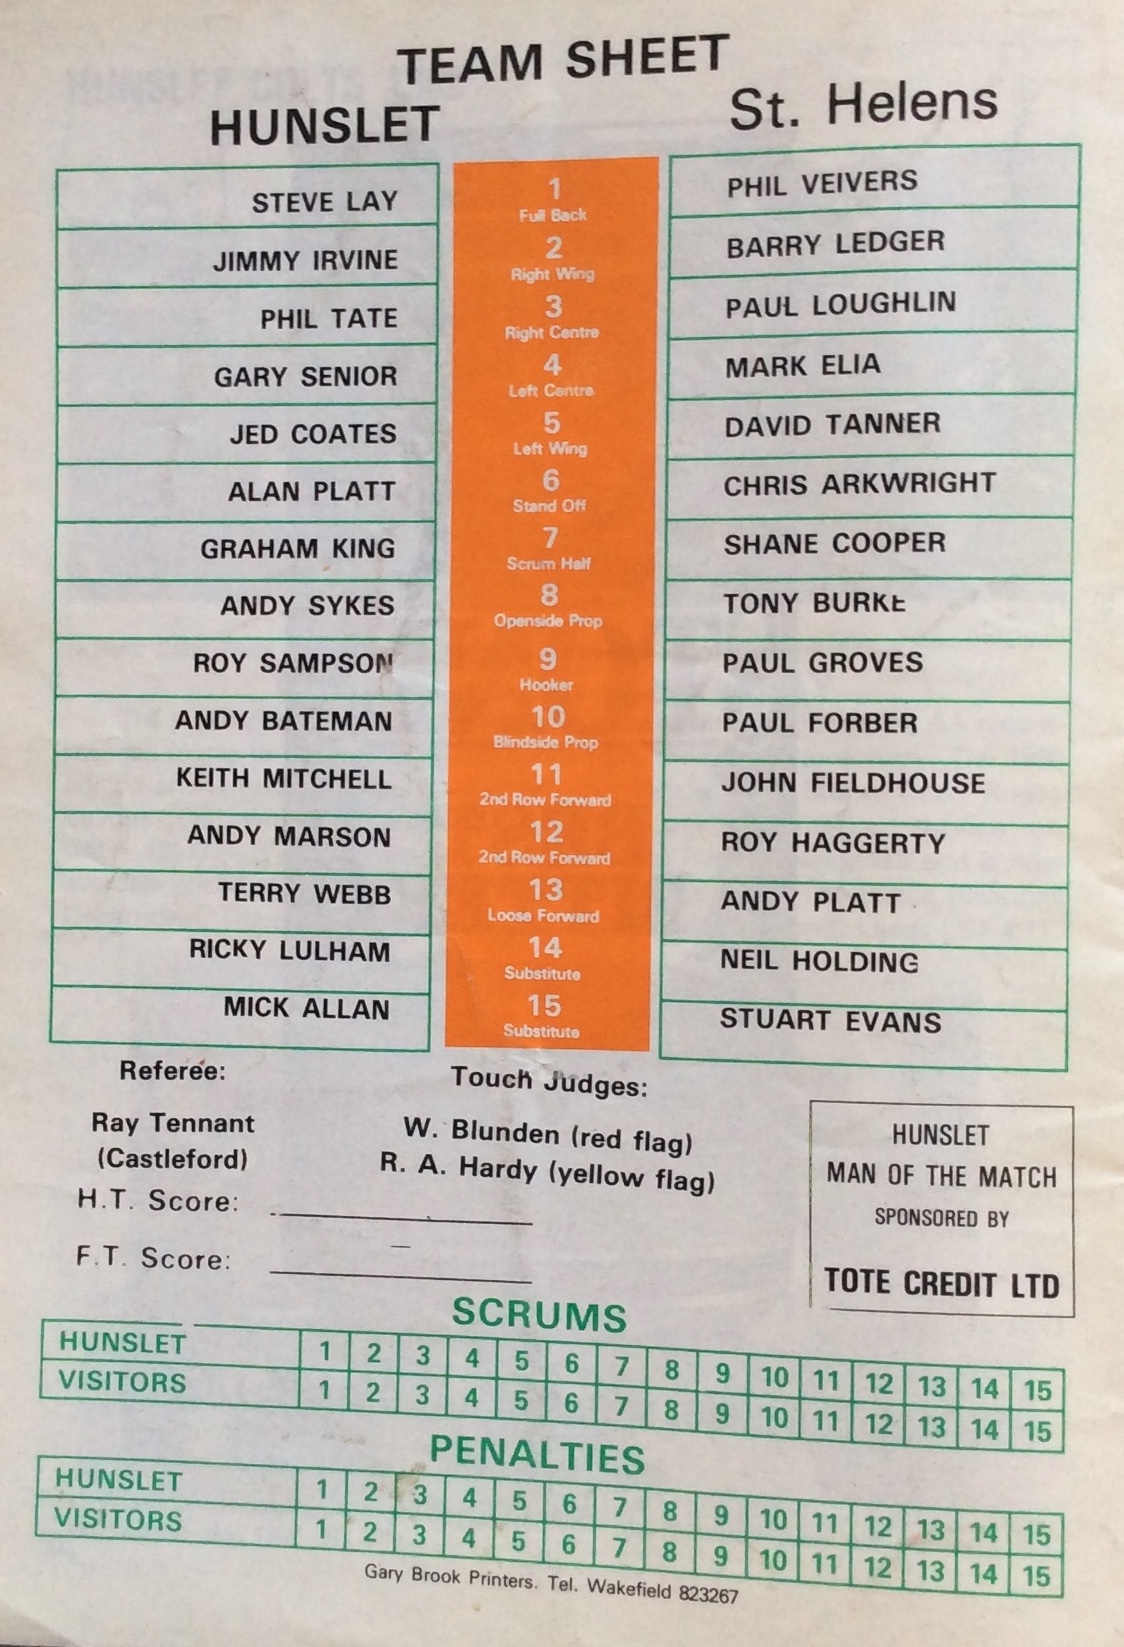 TEAM SHEET
HUNSLET St. Helens
STEVE LAY 1 Full Back PHIL VEIVERS
JIMMY IRVINE 2 Right Wing BARRY LEDGER
PHIL TATE 3 Right Centre PAUL LOUGHLIN
GARY SENIOR 4 Left Centre MARK ELIA
JED COATES 5 Left Wing DAVID TANNER
ALAN PLATT 6 Stand Off CHRIS ARKWRIGHT
GRAHAM KING 7 Scrum Half SHANE COOPER
ANDY SYKES 8 Openside Prop TONY BURKE
ROY SAMPSON 9 Hooker PAUL GROVES
ANDY BATEMAN 10 Blindside Prop PAUL FORBER
KEITH MITCHELL 11 2nd Row Forward JOHN FIELDHOUSE
ANDY MARSON 12 2nd Row Forward ROY HAGGERTY
TERRY WEBB 13 Loose Forward ANDY PLATT
RICKY LULHAM 14 Substitute NEIL HOLDING
MICK ALLAN 15 Substitute STUART EVANS
Referee:
Ray Tennant
(Castleford)
Touch Judges:
W. Blunden (red flag)
R. A. Hardy (yellow flag)
H.T. Score:
F.T. Score: –
HUNSLET
MAN OF THE MATCH
SPONSORED BY
TOTE CREDIT LTD
SCRUMS
HUNSLET 1 2 3 4 5 6 7 8 9 10 11 12 13 14 15
VISITORS 1 2 3 4 5 6 7 8 9 10 11 12 13 14 15
PENALTIES
HUNSLET 1 2 3 4 5 6 7 8 9 10 11 12 13 14 15
VISITORS 1 2 3 4 5 6 7 8 9 10 11 12 13 14 15
Gary Brook Printers. Tel. Wakefield 823267